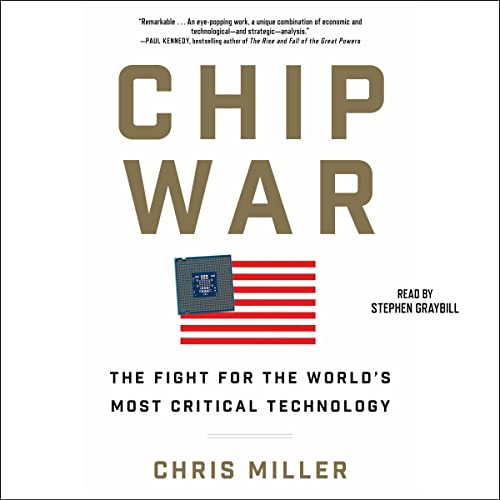 "Remarkable . . . An eye-popping work, a unique combination of economic and
technological—and strategic—analysis."
—PAUL KENNEDY, bestselling author of The Rise and Fall of the Great Powers
CHIP
WAR
READ BY
STEPHEN GRAYBILL
THE FIGHT FOR THE WORLD'S
MOST CRITICAL TECHNOLOGY
CHRIS MILLER